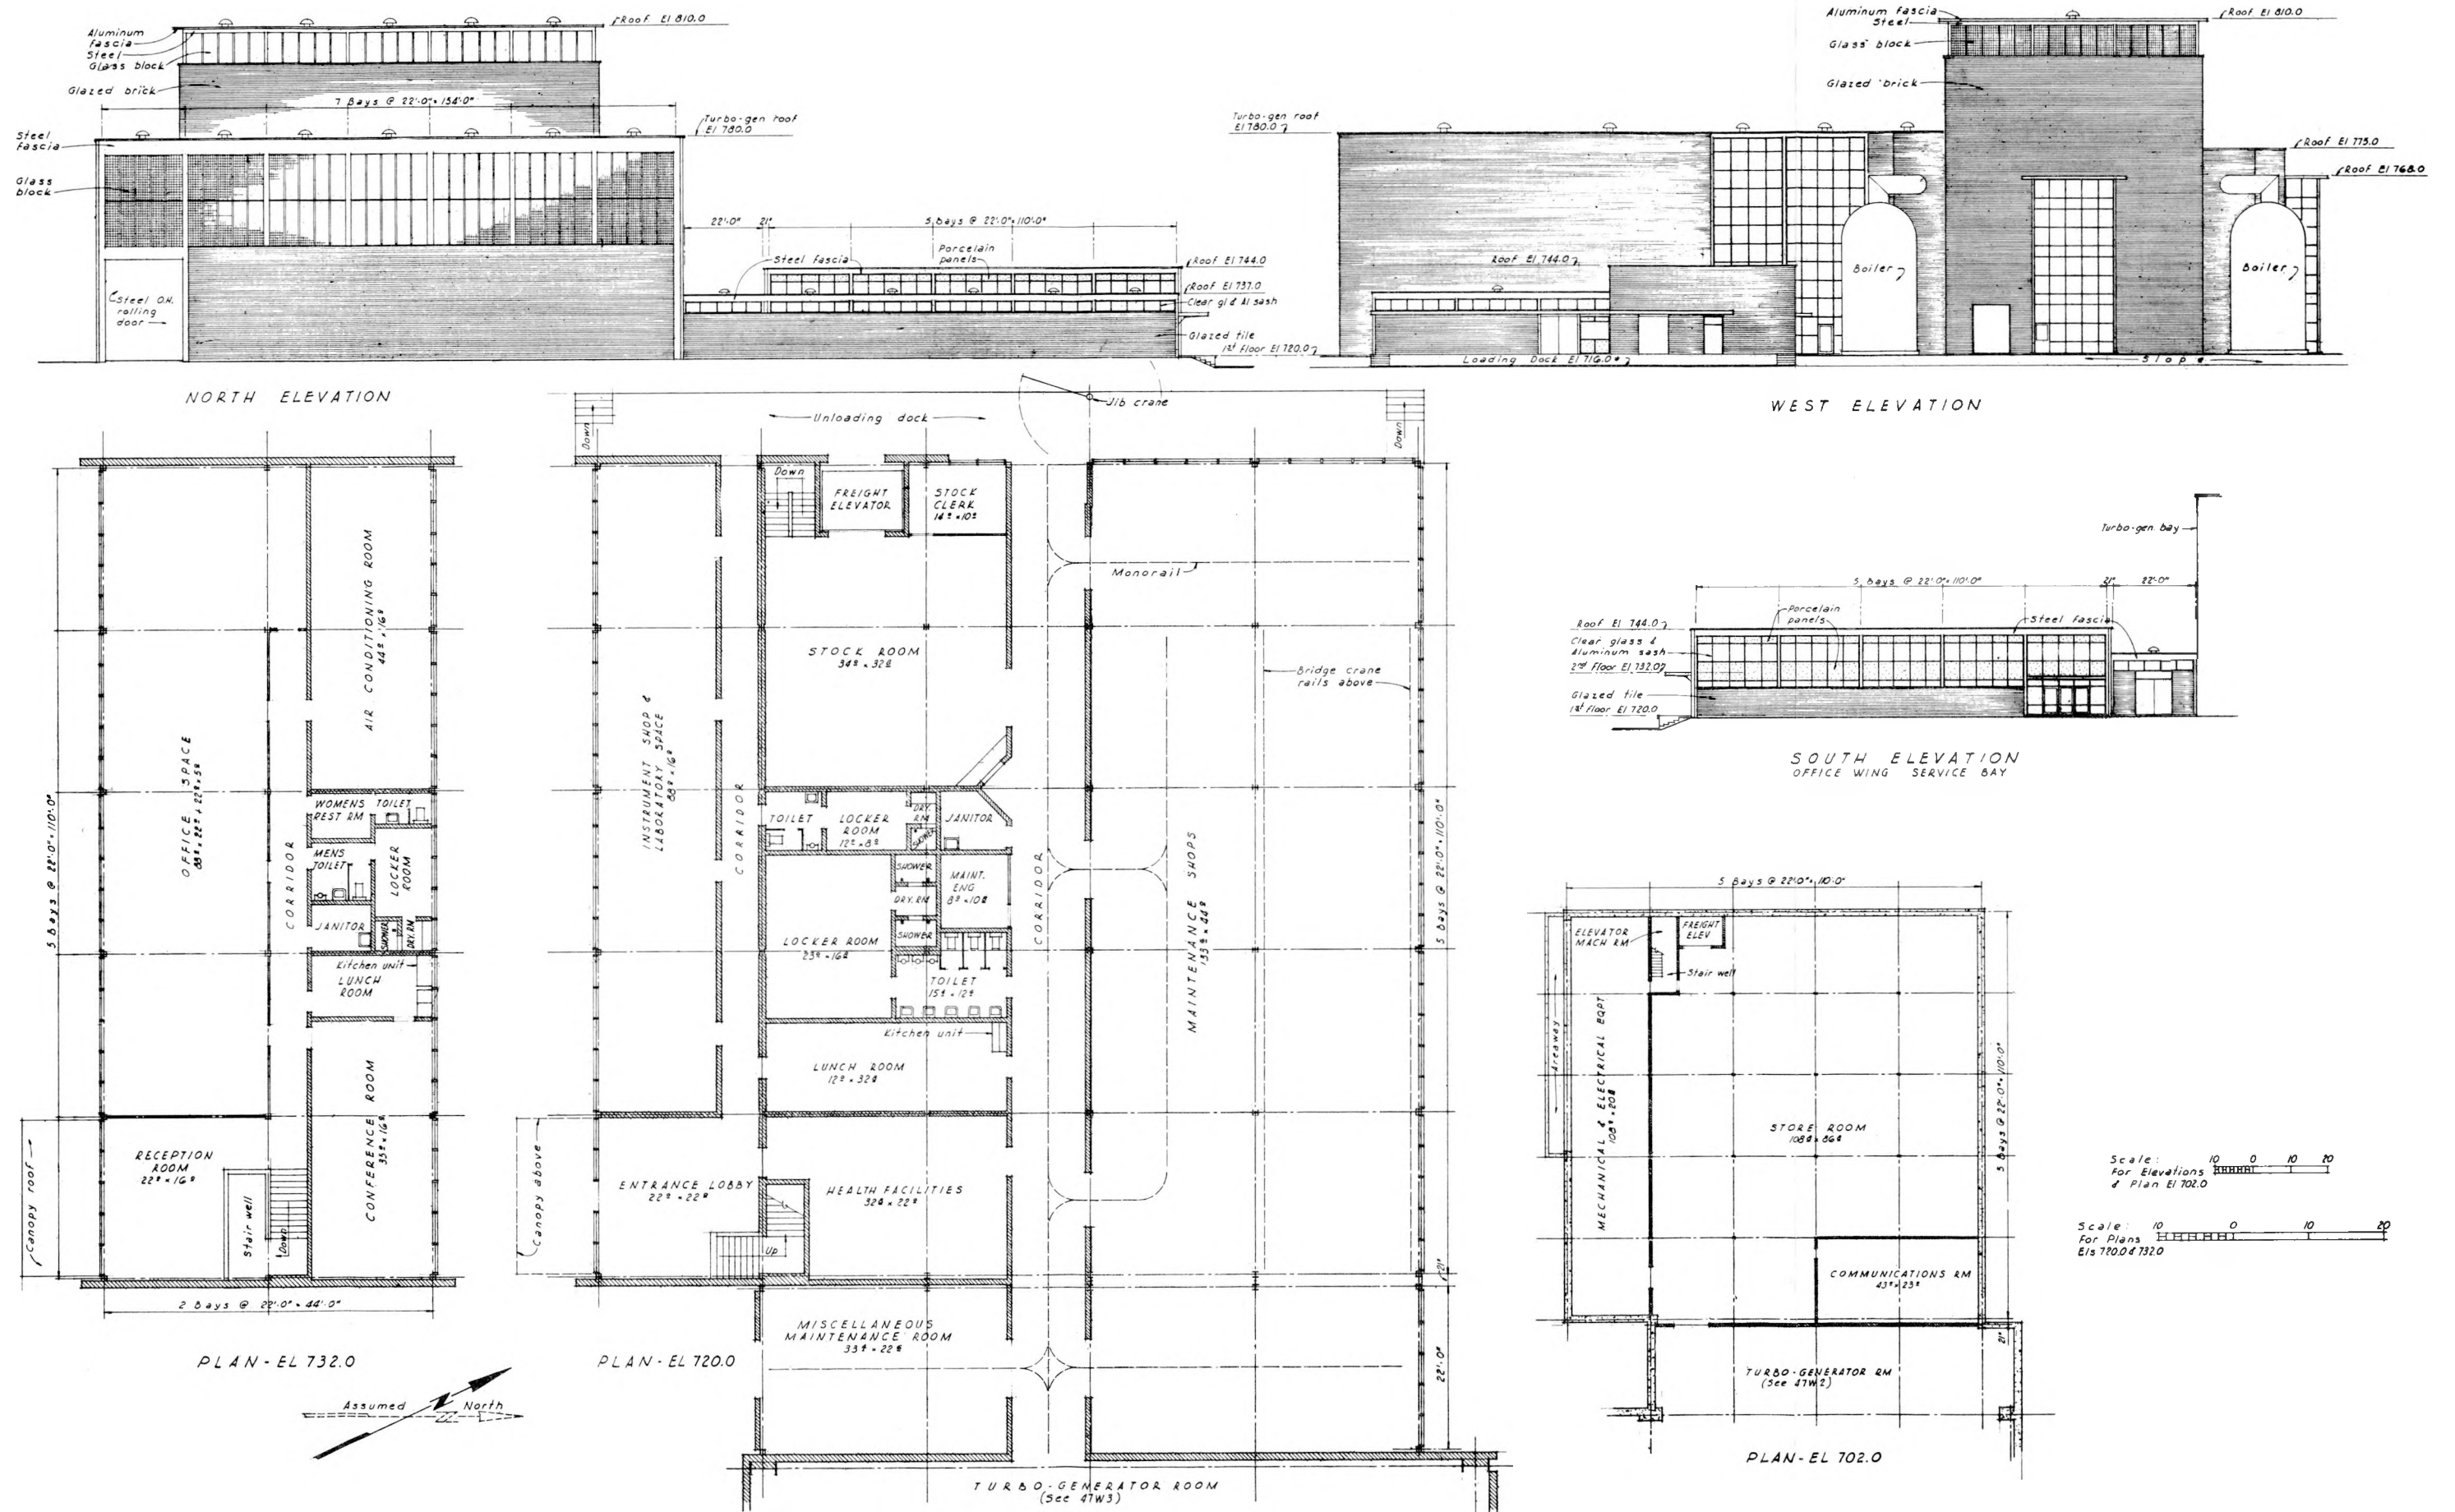 Roof El 810.0
Aluminum
fascia
Steel
Glass block
Glazed brick
7 Bays @ 22'-0" = 154'-0"
Turbo-gen roof
El 780.0
Steel
fascia
Glass
block
22'-0"
21"
5 Bays @ 22'-0" = 110'-0"
Porcelain
panels
Steel fascia
Roof El 744.0
Roof El 737.0
Clear gl & Al sash
Steel O.H.
rolling
door
Glazed tile
1st Floor El 720.0
NORTH ELEVATION
Aluminum fascia
Steel
Roof El 810.0
Glass block
Glazed brick
Turbo-gen roof
El 780.0
Roof El 775.0
Roof El 768.0
Roof El 744.0
Boiler
Boiler
Loading Dock El 716.0
Slope
WEST ELEVATION
Turbo-gen. bay
5 Bays @ 22'-0" = 110'-0"
21"
22'-0"
Porcelain
panels
Steel fascia
Roof El 744.0
Clear glass &
Aluminum sash
2nd Floor El 732.0
Glazed tile
1st floor El 720.0
SOUTH ELEVATION
OFFICE WING SERVICE BAY
OFFICE SPACE
AIR CONDITIONING ROOM
WOMENS
REST RM
TOILET
MENS
TOILET
LOCKER
ROOM
CORRIDOR
JANITOR
SHOWER
DRY. RM
Kitchen unit
LUNCH
ROOM
5 Bays @ 22'-0" = 110'-0"
CONFERENCE ROOM
RECEPTION
ROOM
Stair well
Down
Canopy roof
2 Bays @ 22'-0" = 44'-0"
PLAN - EL 732.0
Assumed North
Unloading dock
Jib crane
Down
Down
Down
FREIGHT
ELEVATOR
STOCK
CLERK
Monorail
STOCK ROOM
Bridge crane
rails above
INSTRUMENT SHOP &
LABORATORY SPACE
CORRIDOR
TOILET
LOCKER
ROOM
DRY.
RM
SHOWER
JANITOR
SHOWER
DRY. RM
SHOWER
MAINT.
ENG
LOCKER ROOM
TOILET
CORRIDOR
MAINTENANCE SHOPS
5 Bays @ 22'-0" = 110'-0"
Kitchen unit
LUNCH ROOM
Canopy above
ENTRANCE LOBBY
HEALTH FACILITIES
Up
21"
MISCELLANEOUS
MAINTENANCE ROOM
22'-0"
PLAN - EL 720.0
TURBO-GENERATOR ROOM
(See 47W3)
5 Bays @ 22'-0" = 110'-0"
ELEVATOR
MACH RM
FREIGHT
ELEV
Stair well
Areaway
MECHANICAL & ELECTRICAL EQPT
STORE ROOM
5 Bays @ 22'-0" = 110'-0"
COMMUNICATIONS RM
21"
TURBO-GENERATOR RM
(See 47W2)
PLAN - EL 702.0
Scale:
For Elevations
& Plan El 702.0
10 0 10 20
Scale:
For Plans
Els 720.0 & 732.0
10 0 10 20